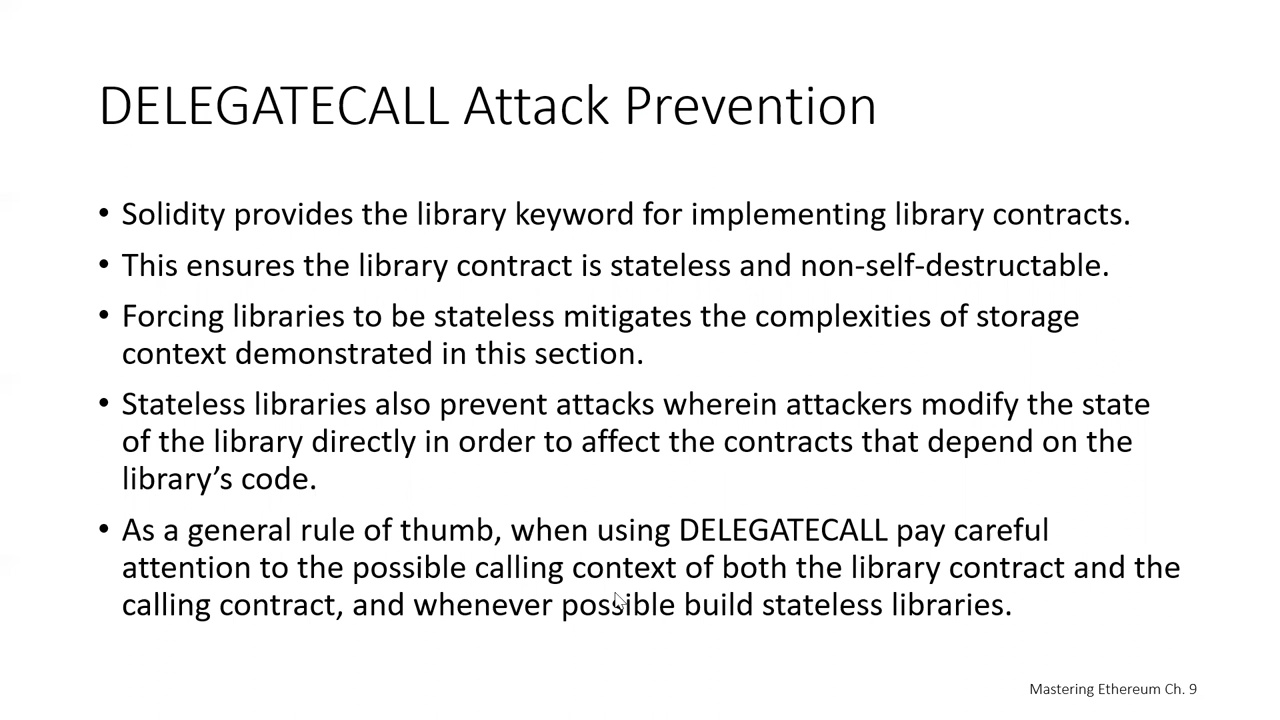 DELEGATECALL Attack Prevention
• Solidity provides the library keyword for implementing library contracts.
• This ensures the library contract is stateless and non-self-destructable.
• Forcing libraries to be stateless mitigates the complexities of storage
context demonstrated in this section.
• Stateless libraries also prevent attacks wherein attackers modify the state
of the library directly in order to affect the contracts that depend on the
library’s code.
• As a general rule of thumb, when using DELEGATECALL pay careful
attention to the possible calling context of both the library contract and the
calling contract, and whenever possible build stateless libraries.
Mastering Ethereum Ch. 9